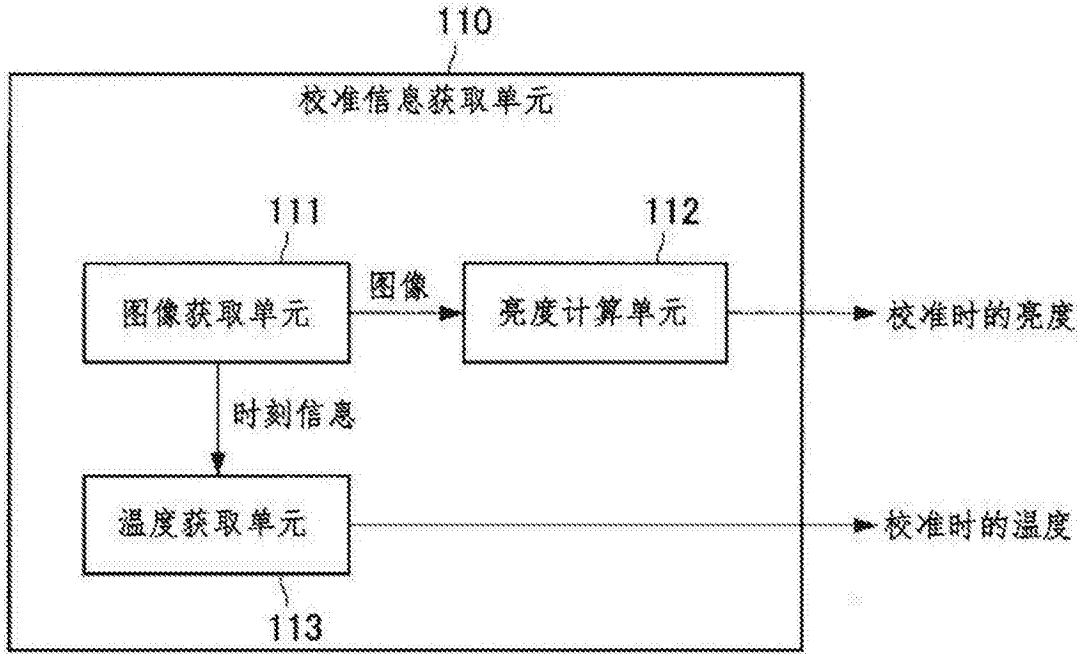 110
校准信息获取单元
111
112
图像获取单元
图像
亮度计算单元
校准时的亮度
时刻信息
温度获取单元
校准时的温度
113